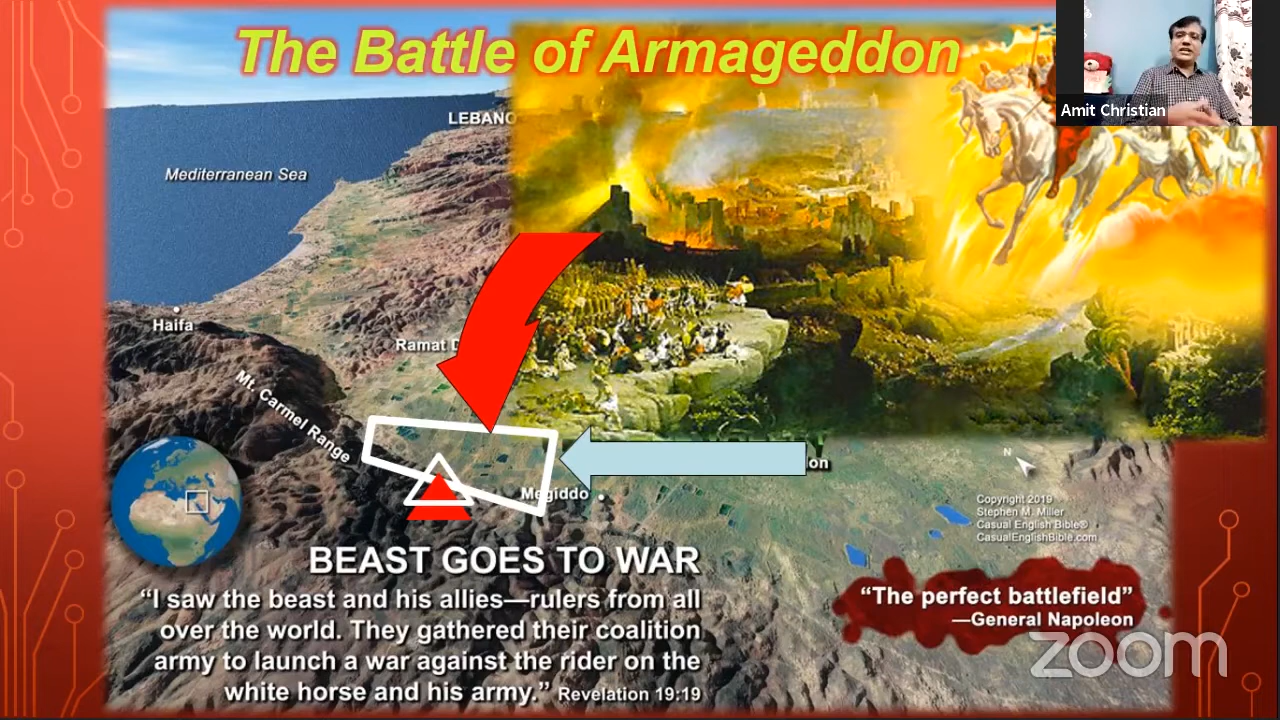 The Battle of Armageddon
Amit Christian
LEBANO
Mediterranean Sea
Haifa
Ramat D
Mt. Carmel Range
on
N
Megiddo
Copyright 2019
Stephen M. Miller
Casual English Bible®
CasualEnglishBible.com
BEAST GOES TO WAR
“I saw the beast and his allies—rulers from all
over the world. They gathered their coalition
army to launch a war against the rider on the
white horse and his army.” Revelation 19:19
“The perfect battlefield”
—General Napoleon
zoom